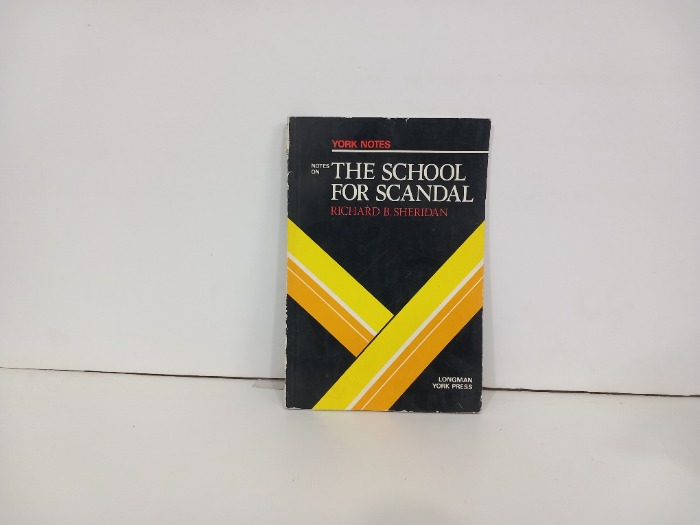 YORK NOTES
NOTES
ON
THE SCHOOL
FOR SCANDAL
RICHARD B. SHERIDAN
LONGMAN
YORK PRESS